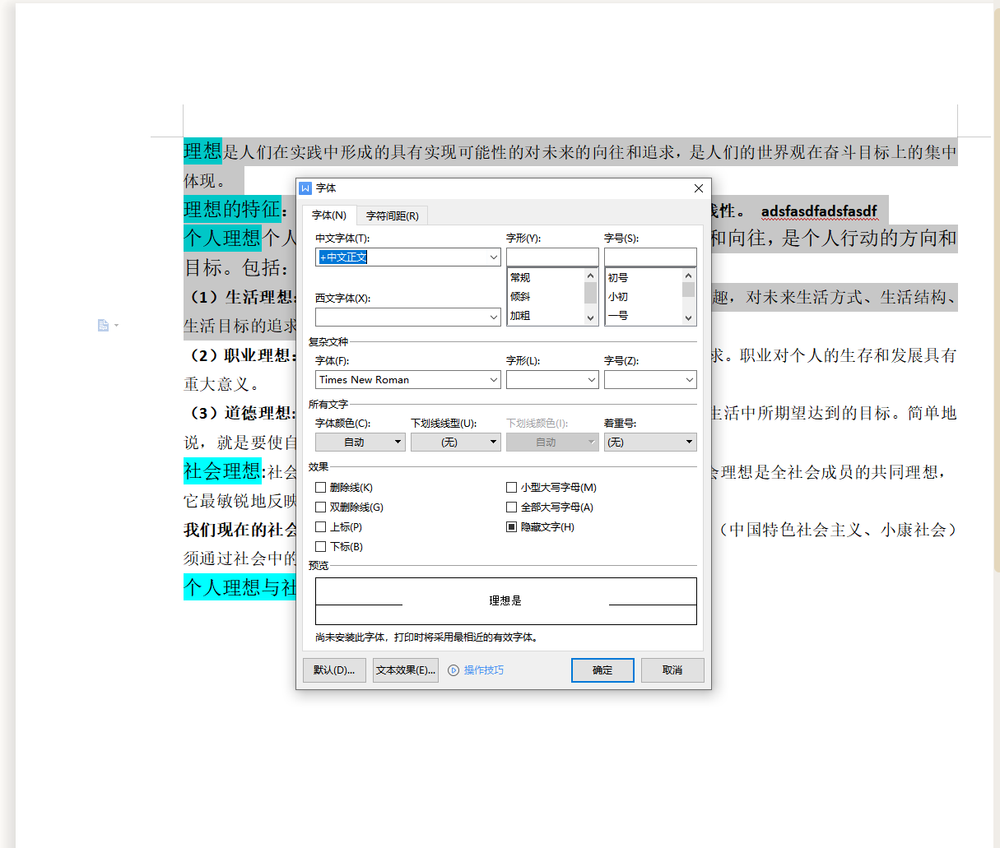 理想是人们在实践中形成的具有实现可能性的对未来的向往和追求，是人们的世界观在奋斗目标上的集中
体现。
理想的特征：
性。 adsfasdfadsfasdf
个人理想个人
和向往，是个人行动的方向和
目标。包括：
（1）生活理想:
趣，对未来生活方式、生活结构、
生活目标的追求
（2）职业理想:
求。职业对个人的生存和发展具有
重大意义。
（3）道德理想:
生活中所期望达到的目标。简单地
说，就是要使自
社会理想:社会
会理想是全社会成员的共同理想，
它最敏锐地反映
我们现在的社会
（中国特色社会主义、小康社会）
须通过社会中的
个人理想与社
W 字体
字体(N) 字符间距(R)
中文字体(T): 字形(Y): 字号(S):
+中文正文
常规 初号
倾斜 小初
加粗 一号
西文字体(X):
复杂文种
字体(F): 字形(L): 字号(Z):
Times New Roman
所有文字
字体颜色(C): 下划线线型(U): 下划线颜色(I): 着重号:
自动 (无) 自动 (无)
效果
删除线(K) 小型大写字母(M)
双删除线(G) 全部大写字母(A)
上标(P) 隐藏文字(H)
下标(B)
预览
理想是
尚未安装此字体，打印时将采用最相近的有效字体。
默认(D)... 文本效果(E)... 操作技巧 确定 取消